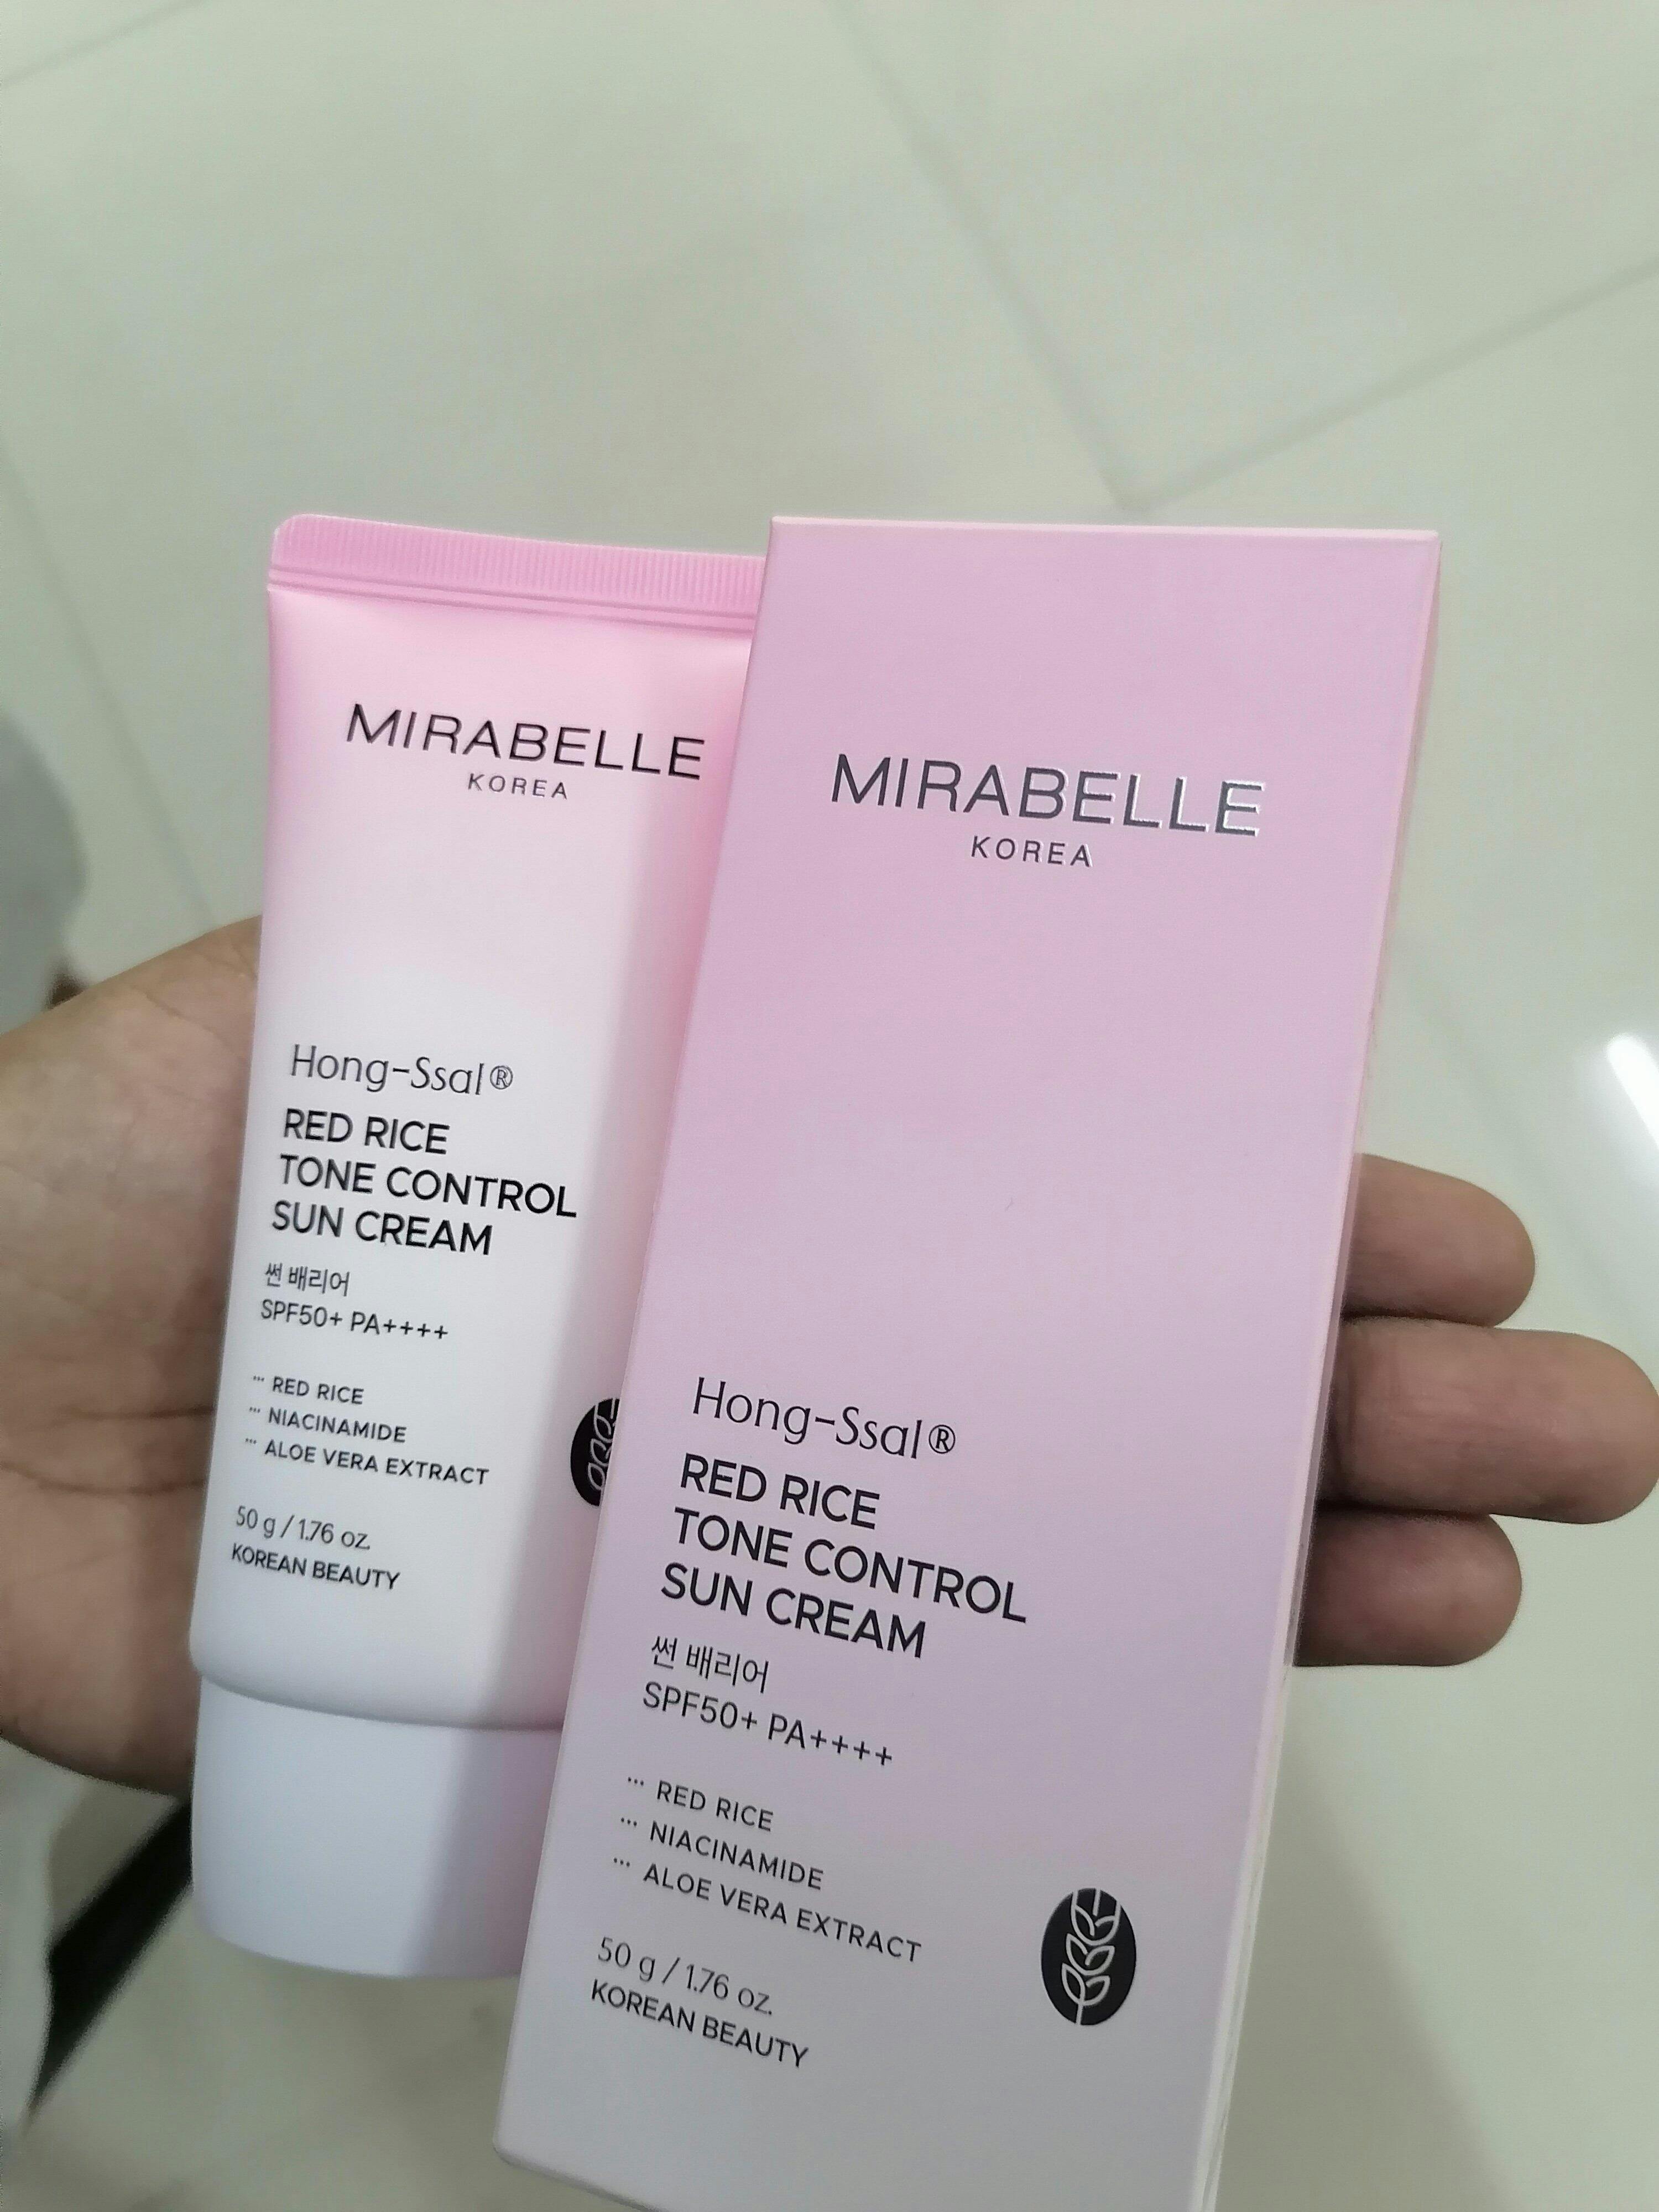 MIRABELLE
KOREA
Hong-Ssal®
RED RICE
TONE CONTROL
SUN CREAM
썬 배리어
SPF50+ PA++++
··· RED RICE
··· NIACINAMIDE
··· ALOE VERA EXTRACT
50 g / 1.76 oz.
KOREAN BEAUTY
MIRABELLE
KOREA
Hong-Ssal®
RED RICE
TONE CONTROL
SUN CREAM
썬 배리어
SPF50+ PA++++
··· RED RICE
··· NIACINAMIDE
··· ALOE VERA EXTRACT
50 g / 1.76 oz.
KOREAN BEAUTY